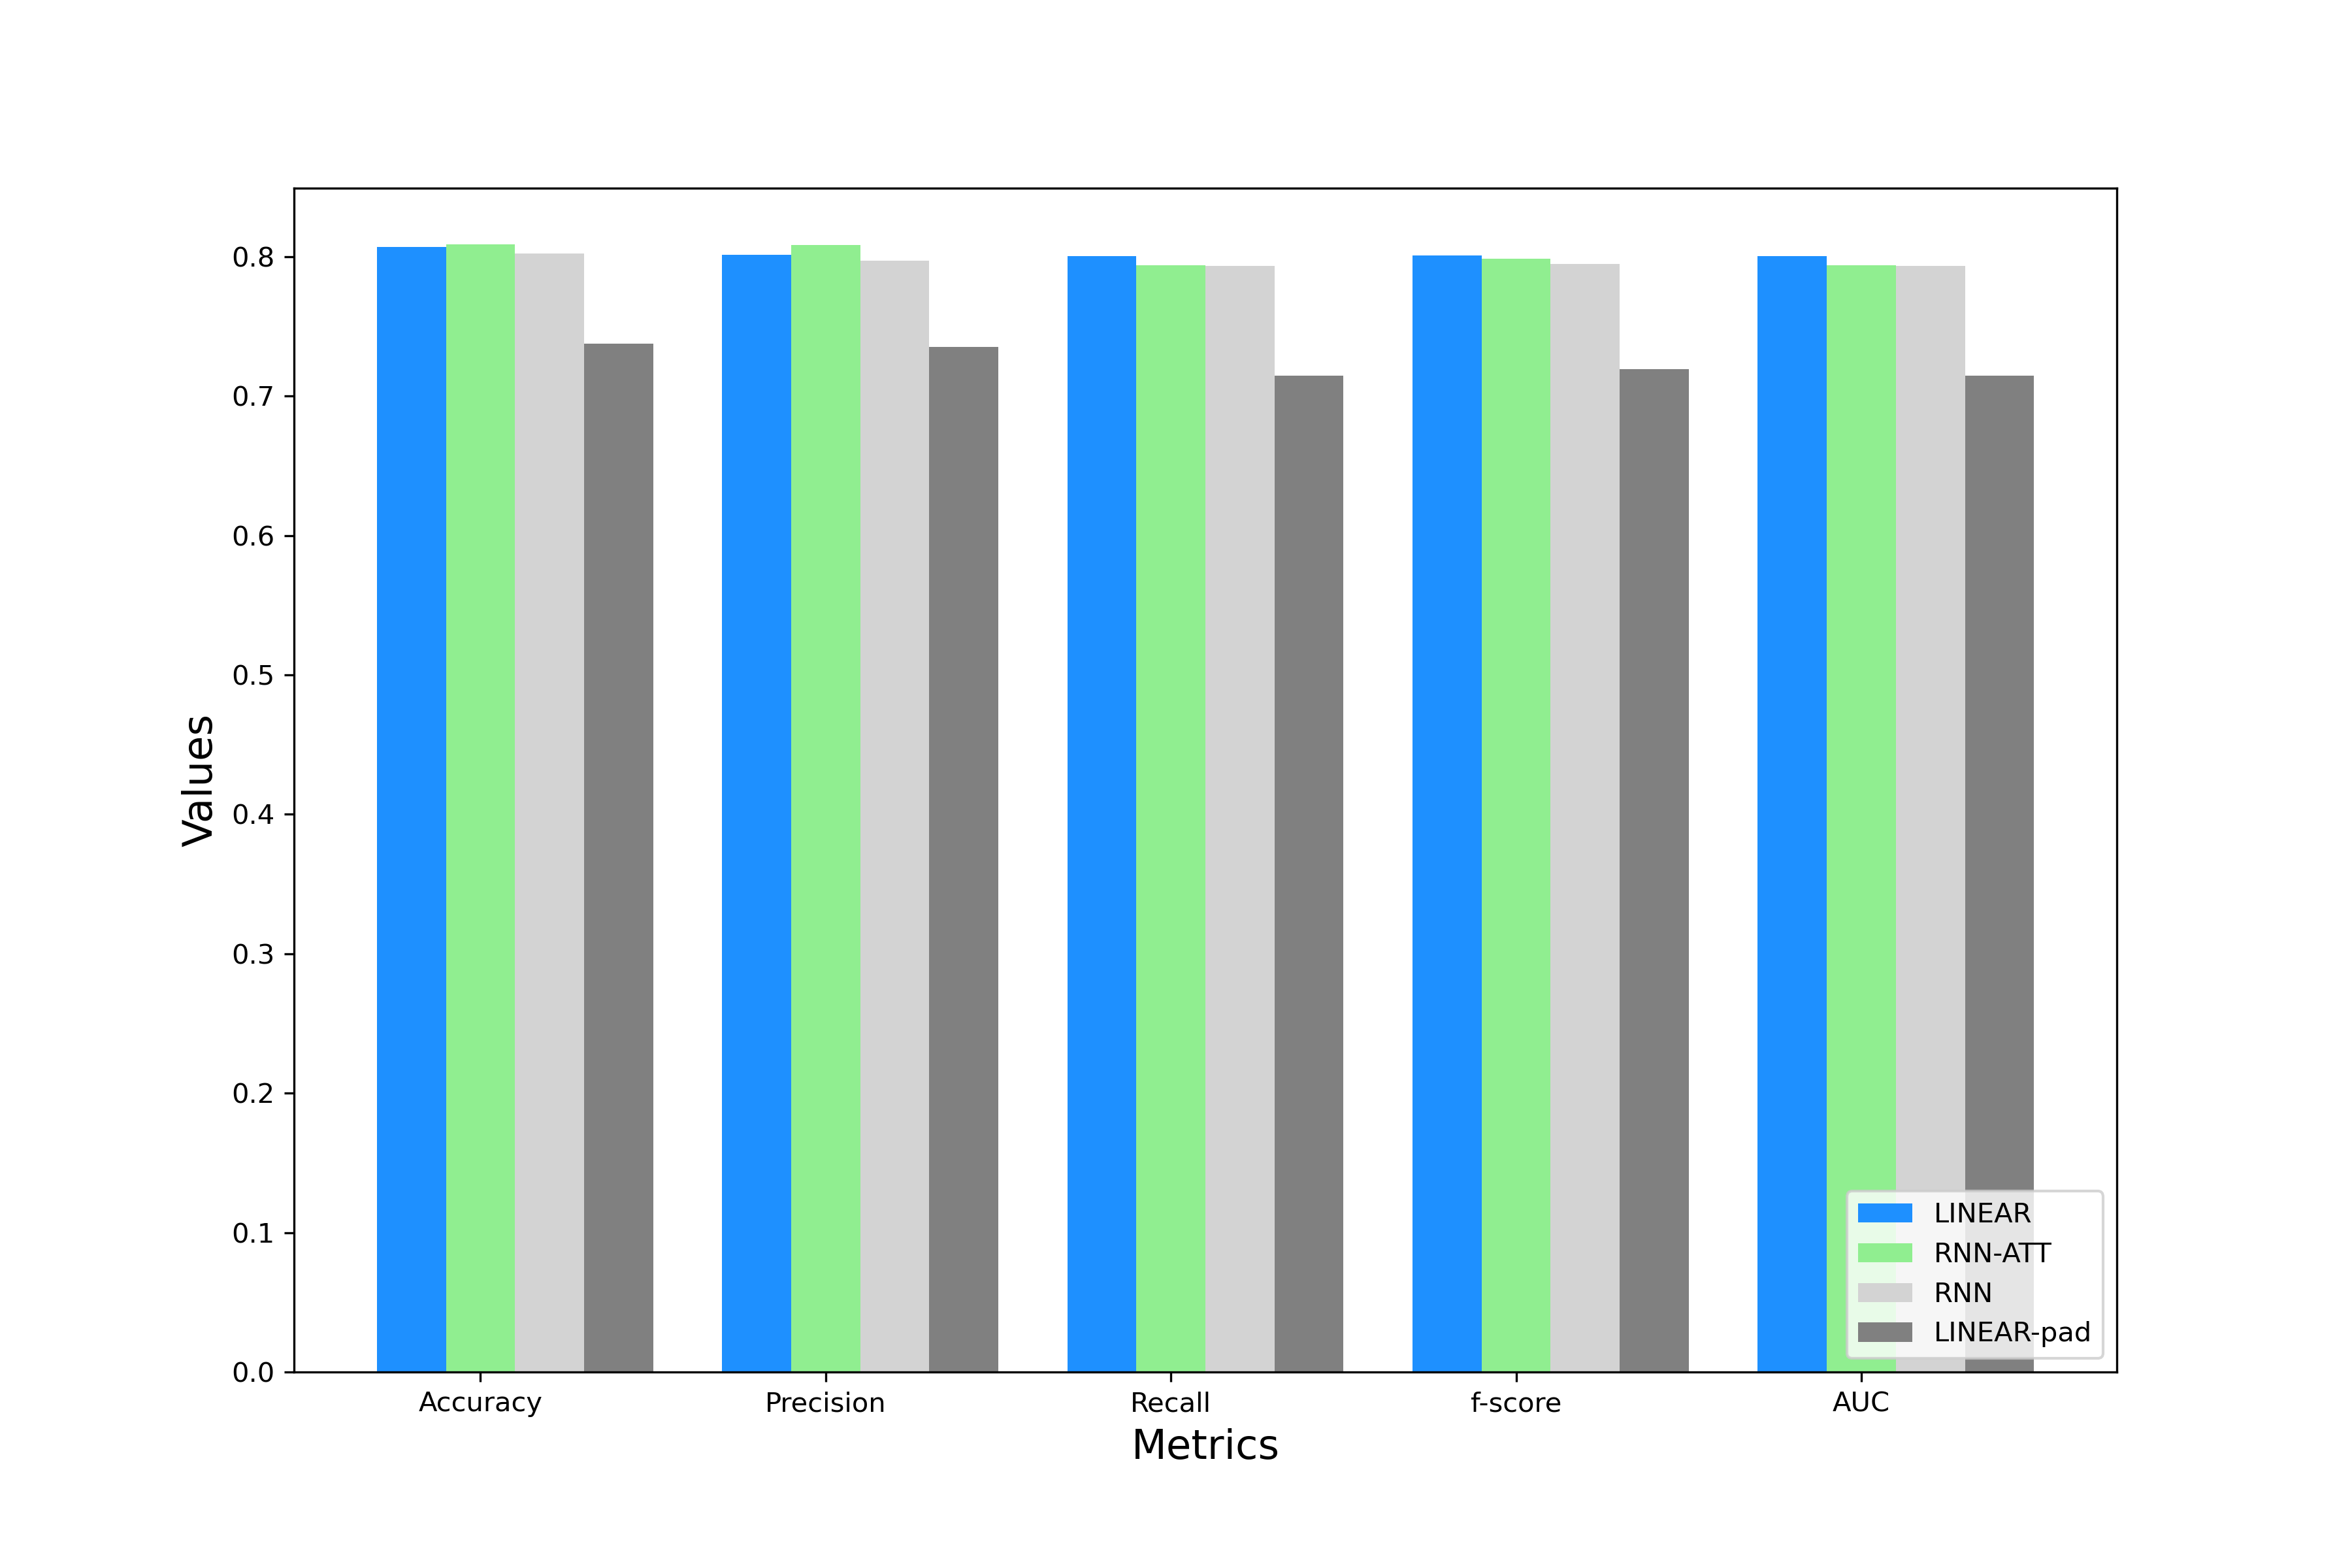 Values
0.8
0.7
0.6
0.5
0.4
0.3
0.2
0.1
0.0
Accuracy Precision Recall f-score AUC
Metrics
LINEAR
RNN-ATT
RNN
LINEAR-pad